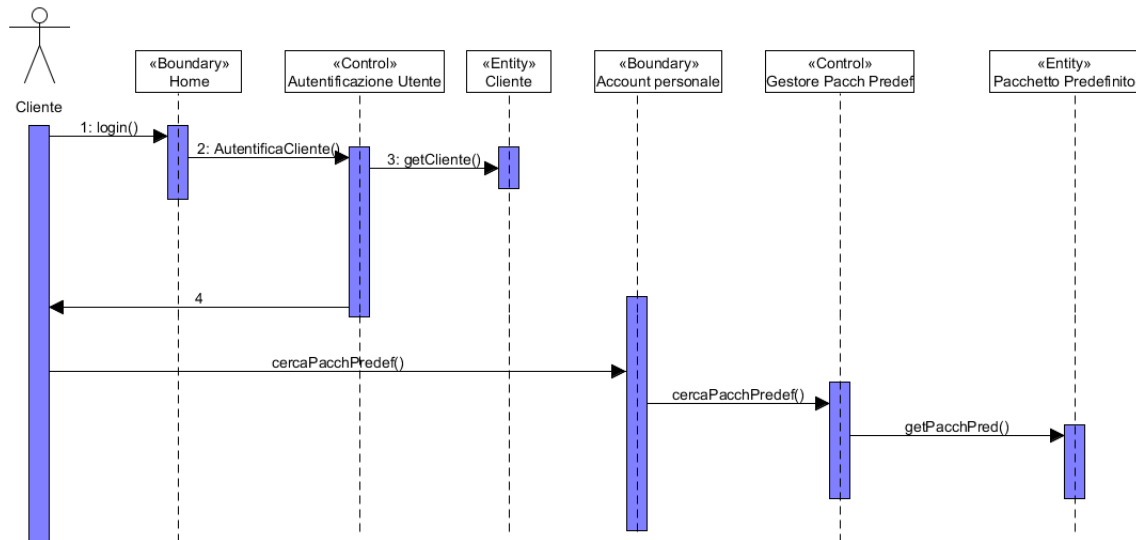 «Boundary»
Home
«Control»
Autentificazione Utente
«Entity»
Cliente
«Boundary»
Account personale
«Control»
Gestore Pacch Predef
«Entity»
Pacchetto Predefinito
Cliente
1: login()
2: AutentificaCliente()
3: getCliente()
4
cercaPacchPredef()
cercaPacchPredef()
getPacchPred()